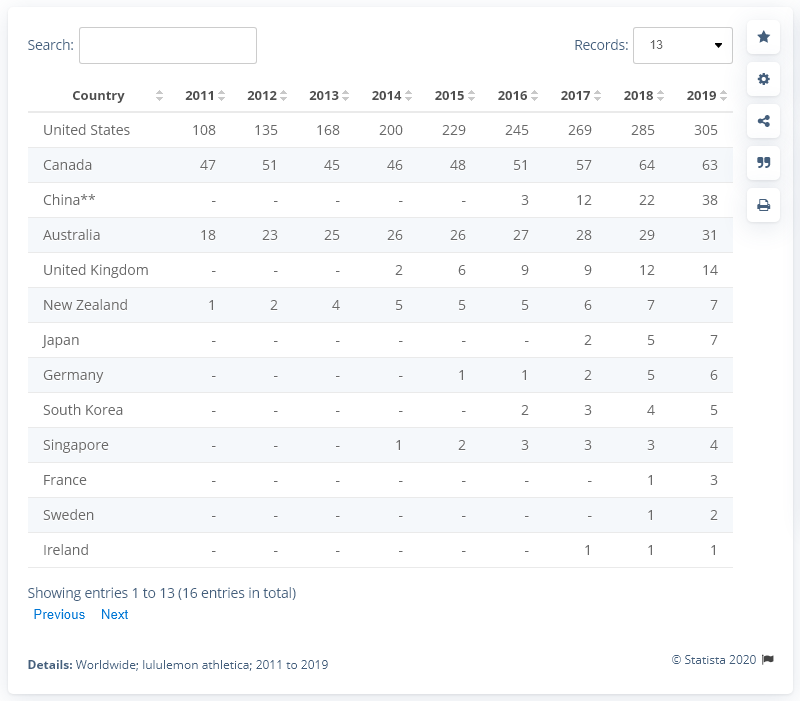 Search:
Records: 13
Country 2011 2012 2013 2014 2015 2016 2017 2018 2019
United States 108 135 168 200 229 245 269 285 305
Canada 47 51 45 46 48 51 57 64 63
China** - - - - - 3 12 22 38
Australia 18 23 25 26 26 27 28 29 31
United Kingdom - - - 2 6 9 9 12 14
New Zealand 1 2 4 5 5 5 6 7 7
Japan - - - - - - 2 5 7
Germany - - - - 1 1 2 5 6
South Korea - - - - - 2 3 4 5
Singapore - - - 1 2 3 3 3 4
France - - - - - - - 1 3
Sweden - - - - - - - 1 2
Ireland - - - - - - 1 1 1
Showing entries 1 to 13 (16 entries in total)
Previous Next
Details: Worldwide; lululemon athletica; 2011 to 2019
© Statista 2020